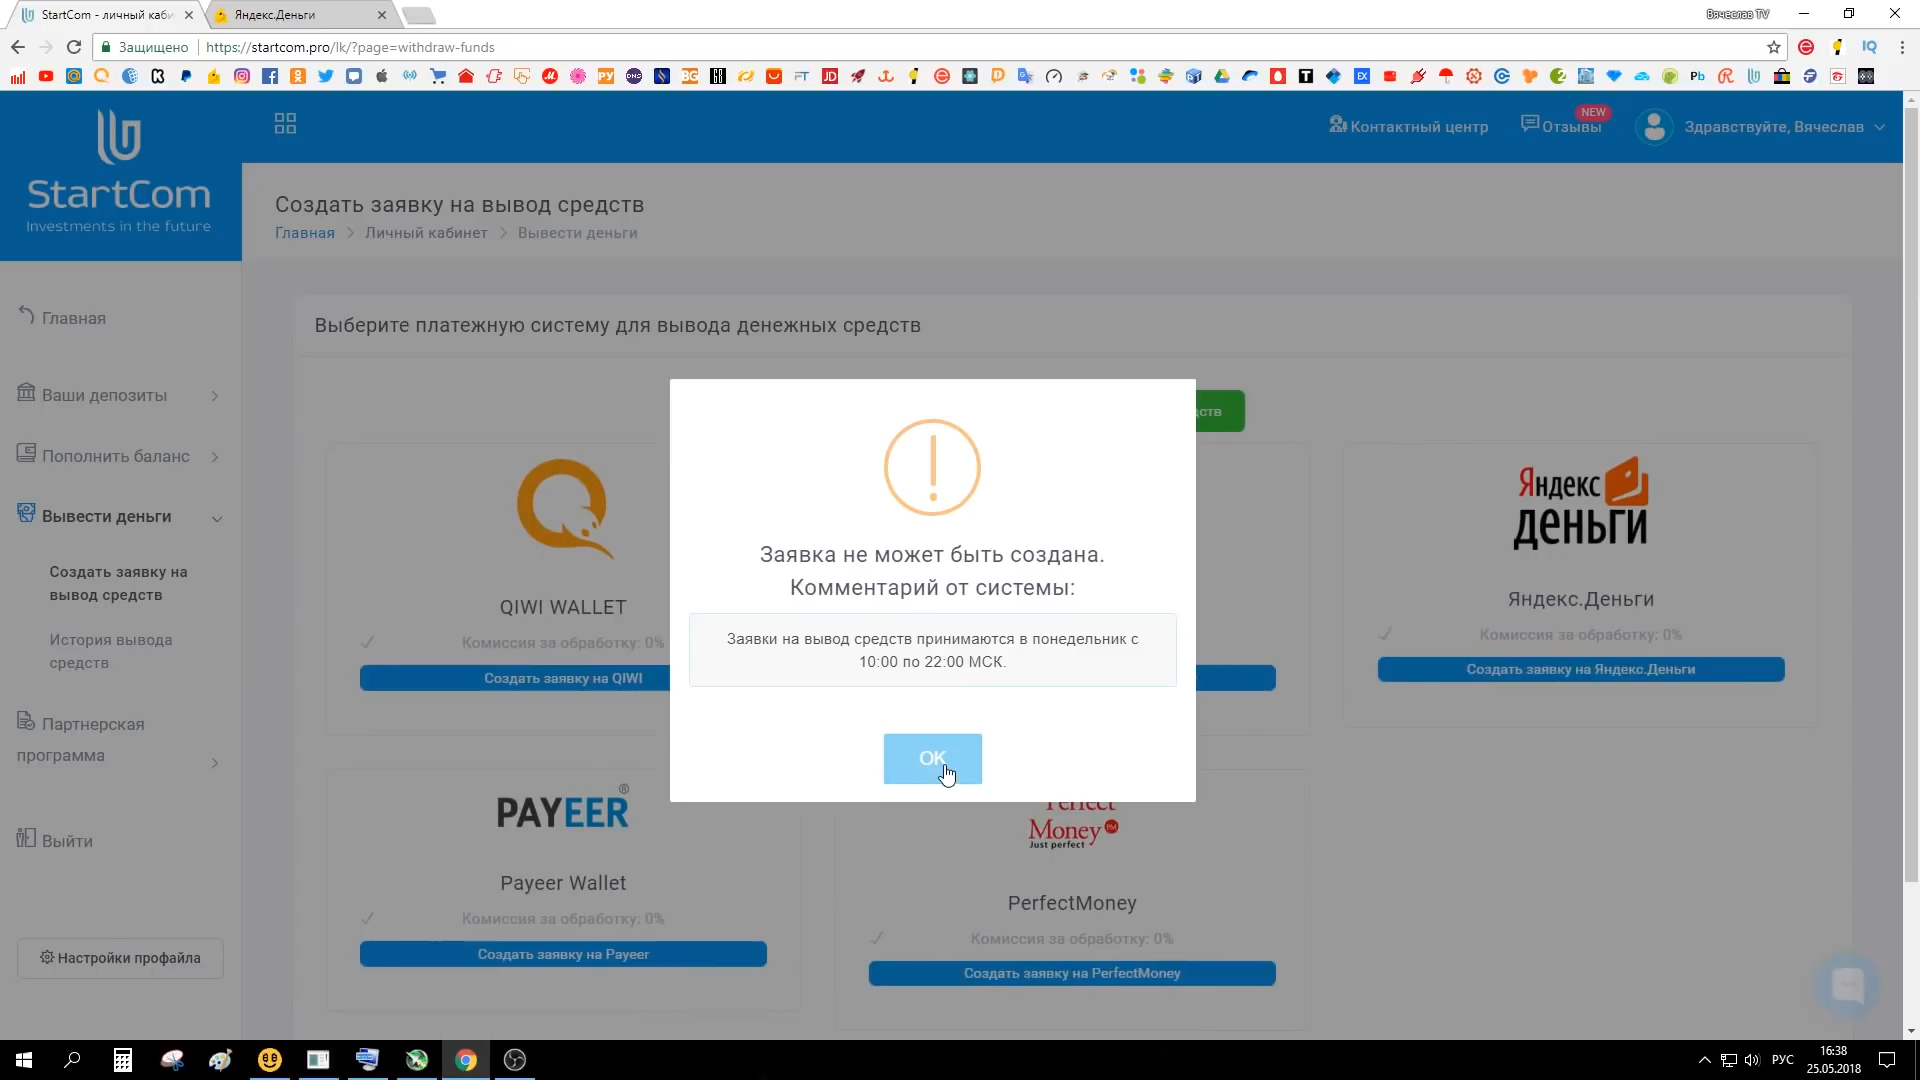 StartCom - личный каби
Яндекс.Деньги
Вячеслав TV
Защищено
https://startcom.pro/lk/?page=withdraw-funds
StartCom
Investments in the future
Контактный центр
Отзывы
NEW
Здравствуйте, Вячеслав
Создать заявку на вывод средств
Главная > Личный кабинет > Вывести деньги
Главная
Ваши депозиты
Пополнить баланс
Вывести деньги
Создать заявку на
вывод средств
История вывода
средств
Партнерская
программа
Выйти
Настройки профайла
Выберите платежную систему для вывода денежных средств
QIWI WALLET
Комиссия за обработку: 0%
Создать заявку на QIWI
Заявка не может быть создана.
Комментарий от системы:
Заявки на вывод средств принимаются в понедельник с
10:00 по 22:00 МСК.
OK
Яндекс
деньги
Яндекс.Деньги
Комиссия за обработку: 0%
Создать заявку на Яндекс.Деньги
PAYEER®
Payeer Wallet
Комиссия за обработку: 0%
Создать заявку на Payeer
Perfect
Money PM
Just perfect
PerfectMoney
Комиссия за обработку: 0%
Создать заявку на PerfectMoney
РУС
16:38
25.05.2018